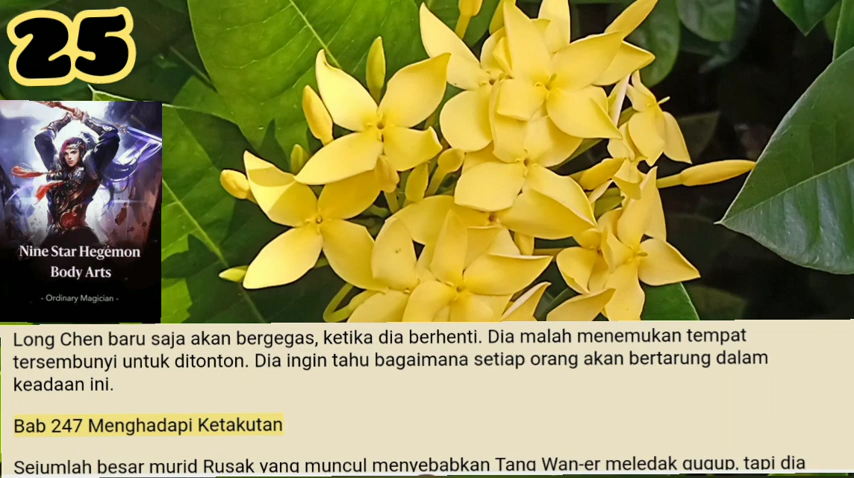 25
Nine Star Hegemon
Body Arts
- Ordinary Magician -
Long Chen baru saja akan bergegas, ketika dia berhenti. Dia malah menemukan tempat
tersembunyi untuk ditonton. Dia ingin tahu bagaimana setiap orang akan bertarung dalam
keadaan ini.
Bab 247 Menghadapi Ketakutan
Sejumlah besar murid Rusak yang muncul menyebabkan Tang Wan-er meledak gugup, tapi dia